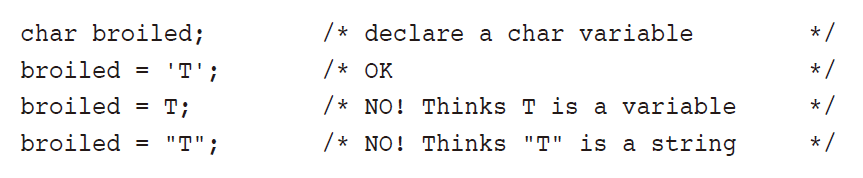 char broiled; /* declare a char variable */
broiled = 'T'; /* OK */
broiled = T; /* NO! Thinks T is a variable */
broiled = "T"; /* NO! Thinks "T" is a string */